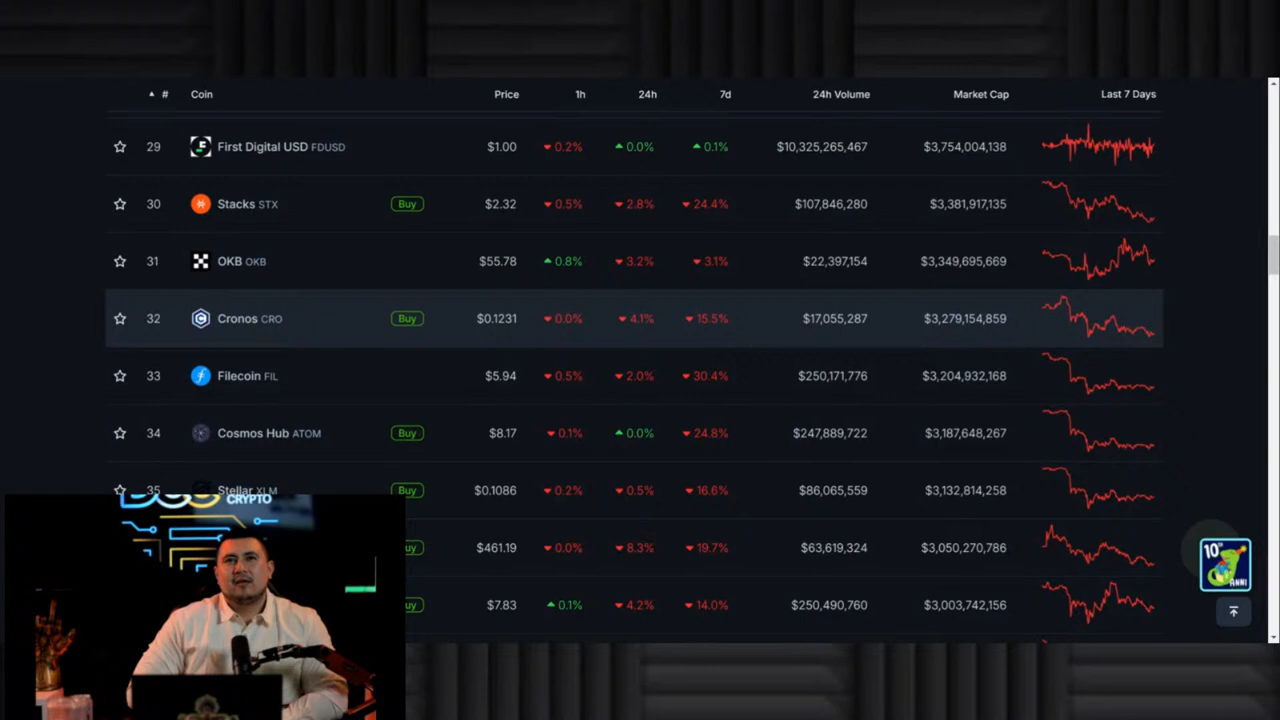 # Coin Price 1h 24h 7d 24h Volume Market Cap Last 7 Days
29 First Digital USD FDUSD $1.00 0.2% 0.0% 0.1% $10,325,265,467 $3,754,004,138
30 Stacks STX Buy $2.32 0.5% 2.8% 24.4% $107,846,280 $3,381,917,135
31 OKB OKB $55.78 0.8% 3.2% 3.1% $22,397,154 $3,349,695,669
32 Cronos CRO Buy $0.1231 0.0% 4.1% 15.5% $17,055,287 $3,279,154,859
33 Filecoin FIL $5.94 0.5% 2.0% 30.4% $250,171,776 $3,204,932,168
34 Cosmos Hub ATOM Buy $8.17 0.1% 0.0% 24.8% $247,889,722 $3,187,648,267
35 Stellar XLM Buy $0.1086 0.2% 0.5% 16.6% $86,065,559 $3,132,814,258
CRYPTO
uy $461.19 0.0% 8.3% 19.7% $63,619,324 $3,050,270,786
10
ANNI
uy $7.83 0.1% 4.2% 14.0% $250,490,760 $3,003,742,156